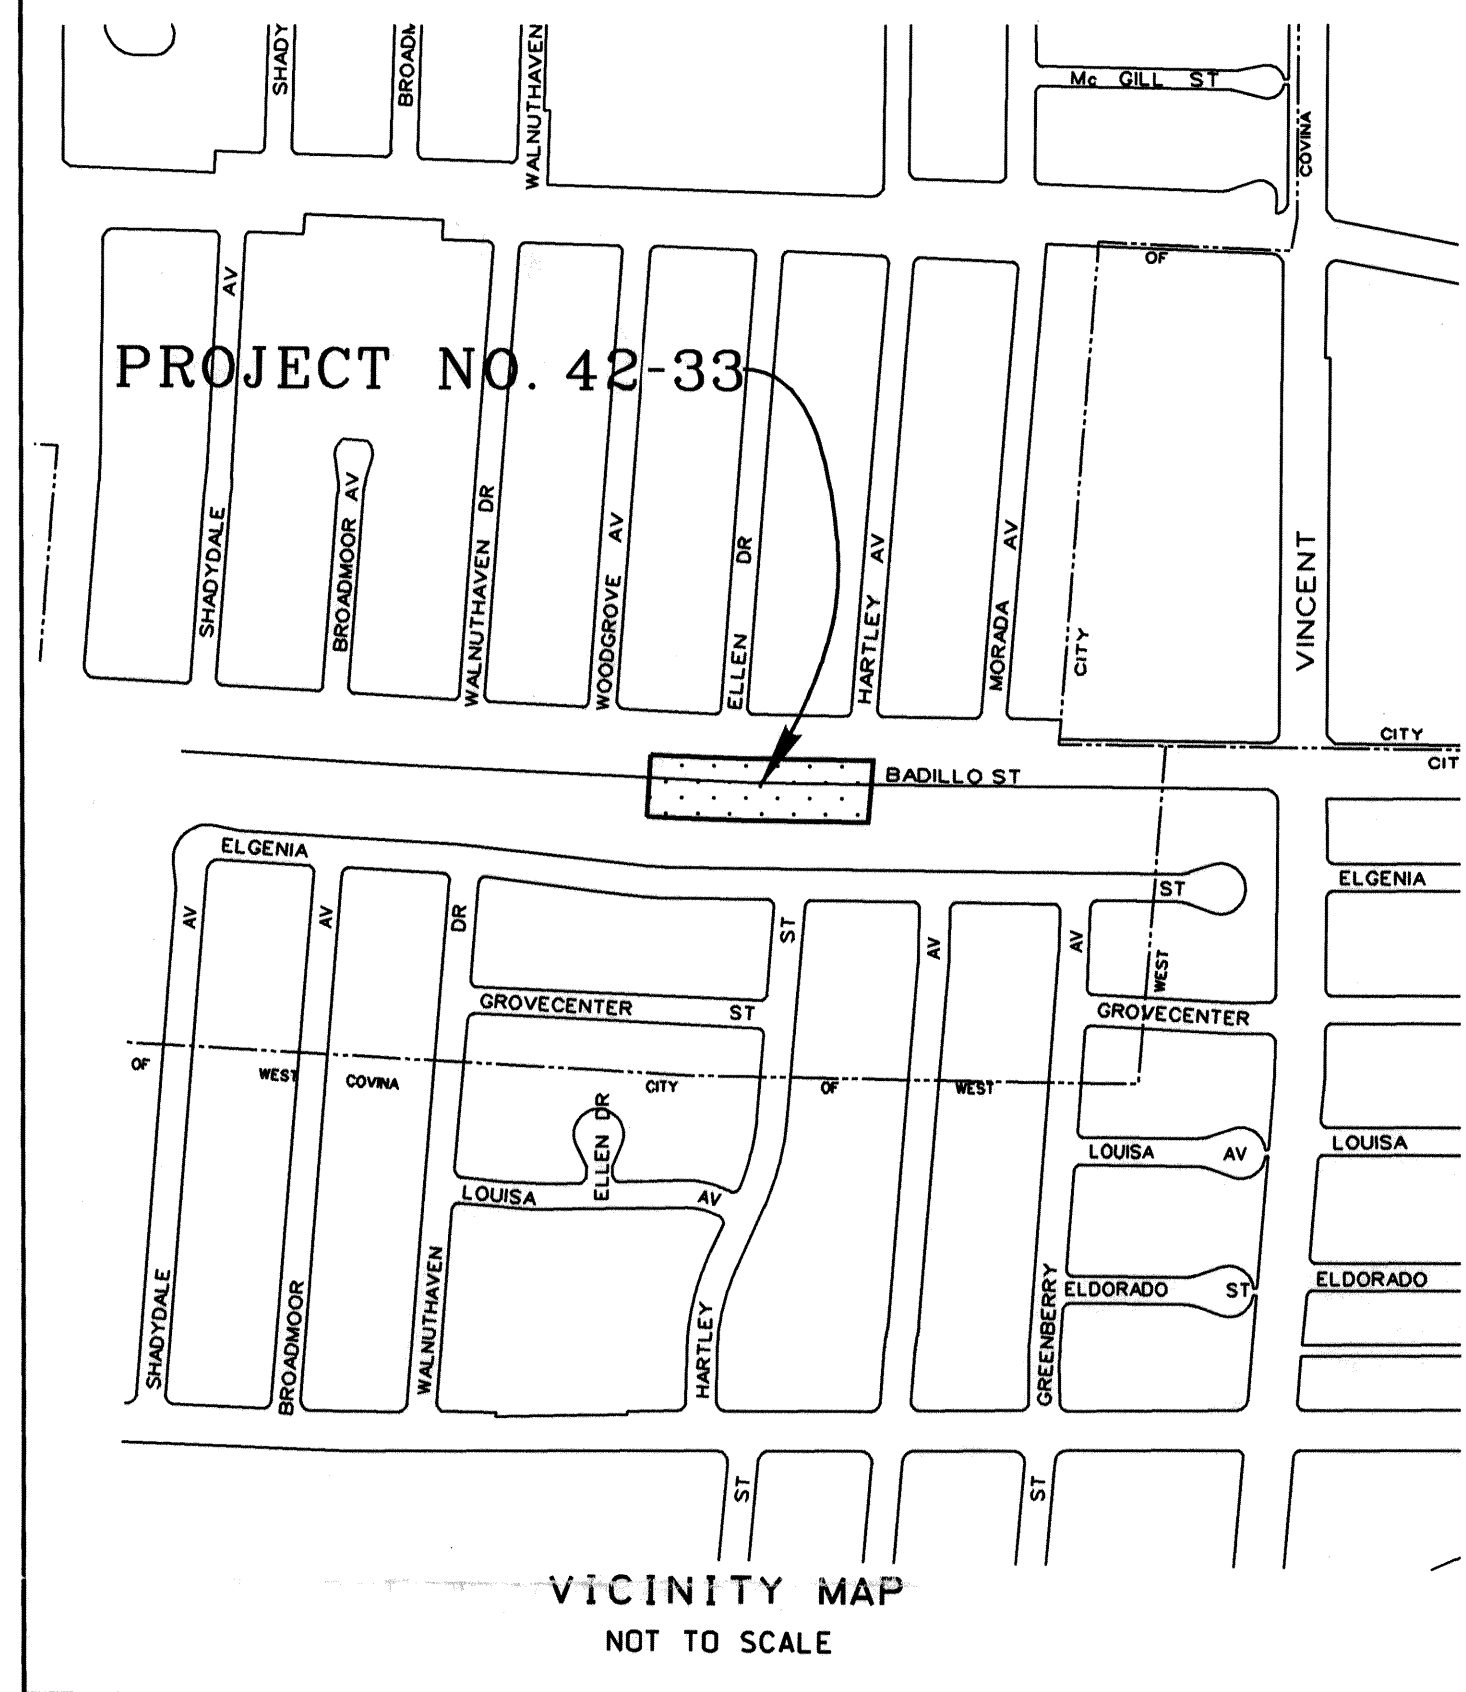 SHADY
BROADM
WALNUTHAVEN
Mc GILL ST
COVINA
OF
AV
PROJECT NO. 42-33
SHADYDALE
BROADMOOR AV
WALNUTHAVEN DR
WOODGROVE AV
ELLEN DR
HARTLEY AV
MORADA AV
CITY
VINCENT
CITY
CIT
BADILLO ST
ELGENIA
ST
ELGENIA
AV
AV
DR
ST
AV
AV
WEST
GROVECENTER ST
GROVECENTER
OF
WEST
COVINA
CITY
OF
WEST
ELLEN DR
LOUISA AV
LOUISA AV
LOUISA
SHADYDALE
BROADMOOR
WALNUTHAVEN
HARTLEY
GREENBERRY
ELDORADO ST
ELDORADO
ST
ST
VICINITY MAP
NOT TO SCALE